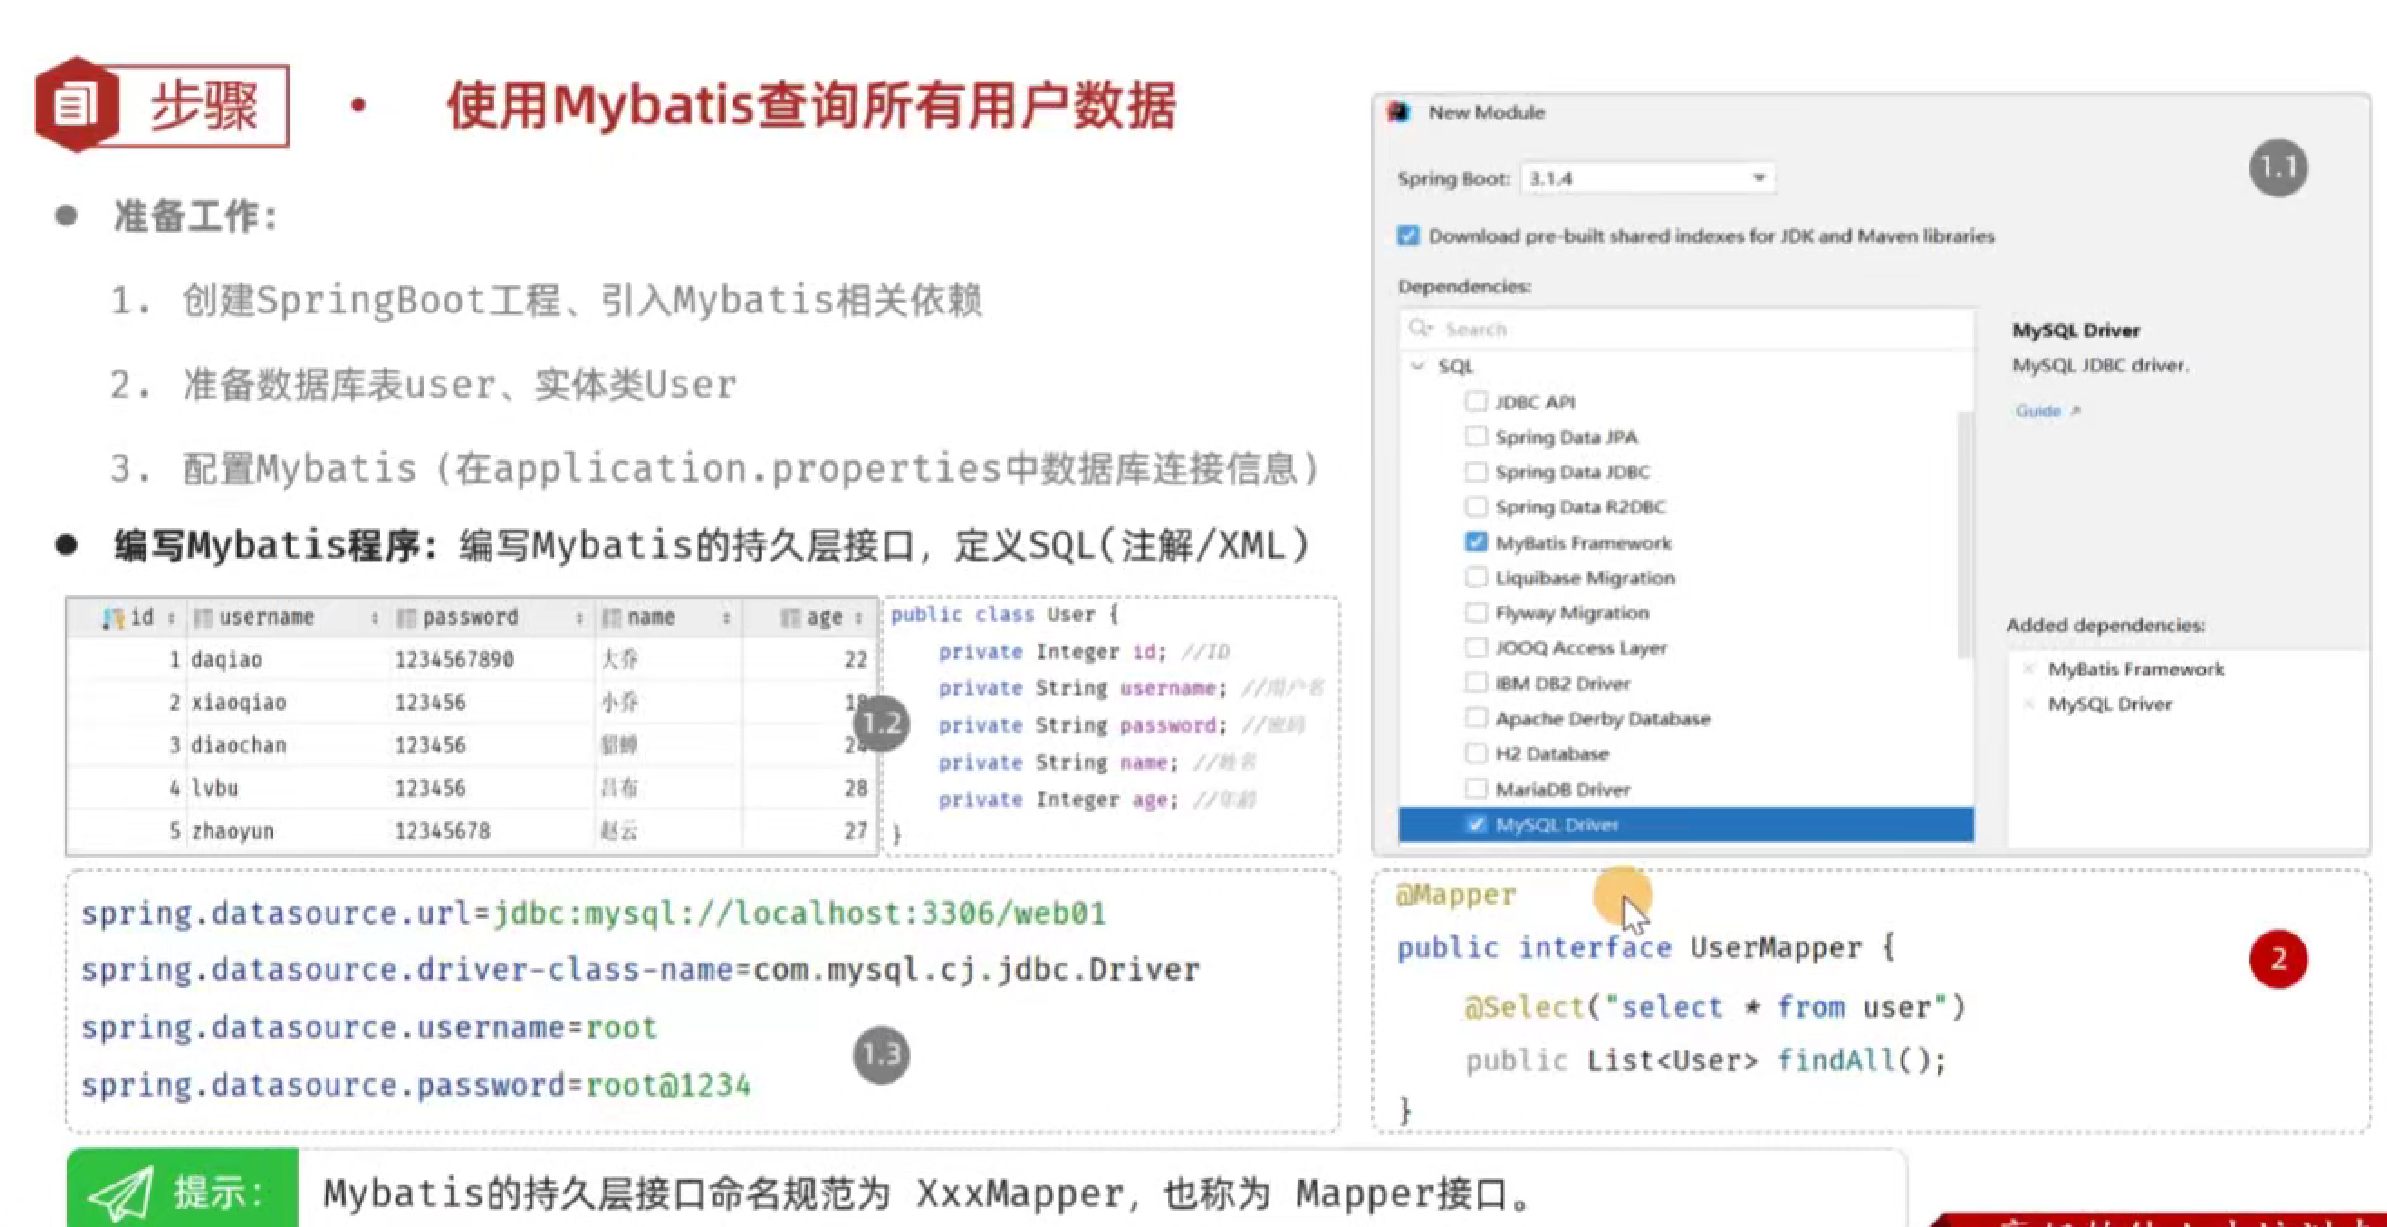 步骤
• 使用Mybatis查询所有用户数据
● 准备工作：
1. 创建SpringBoot工程、引入Mybatis相关依赖
2. 准备数据库表user、实体类User
3. 配置Mybatis（在application.properties中数据库连接信息）
● 编写Mybatis程序：编写Mybatis的持久层接口，定义SQL(注解/XML)
id username password name age
1 daqiao 1234567890 大乔 22
2 xiaoqiao 123456 小乔 18
3 diaochan 123456 貂蝉 24
4 lvbu 123456 吕布 28
5 zhaoyun 12345678 赵云 27
1.2
public class User {
private Integer id; //ID
private String username; //用户名
private String password; //密码
private String name; //姓名
private Integer age; //年龄
}
spring.datasource.url=jdbc:mysql://localhost:3306/web01
spring.datasource.driver-class-name=com.mysql.cj.jdbc.Driver
spring.datasource.username=root
spring.datasource.password=root@1234
1.3
New Module
1.1
Spring Boot: 3.1.4
Download pre-built shared indexes for JDK and Maven libraries
Dependencies:
Search
SQL
JDBC API
Spring Data JPA
Spring Data JDBC
Spring Data R2DBC
MyBatis Framework
Liquibase Migration
Flyway Migration
JOOQ Access Layer
IBM DB2 Driver
Apache Derby Database
H2 Database
MariaDB Driver
MySQL Driver
MySQL Driver
MySQL JDBC driver.
Guide ↗
Added dependencies:
× MyBatis Framework
× MySQL Driver
@Mapper
public interface UserMapper {
@Select("select * from user")
public List<User> findAll();
}
2
提示：
Mybatis的持久层接口命名规范为 XxxMapper，也称为 Mapper接口。